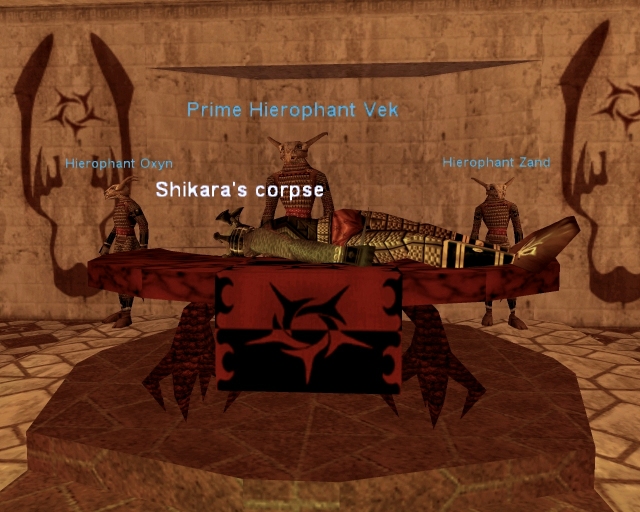 Prime Hierophant Vek
Hierophant Oxyn
Hierophant Zand
Shikara's corpse